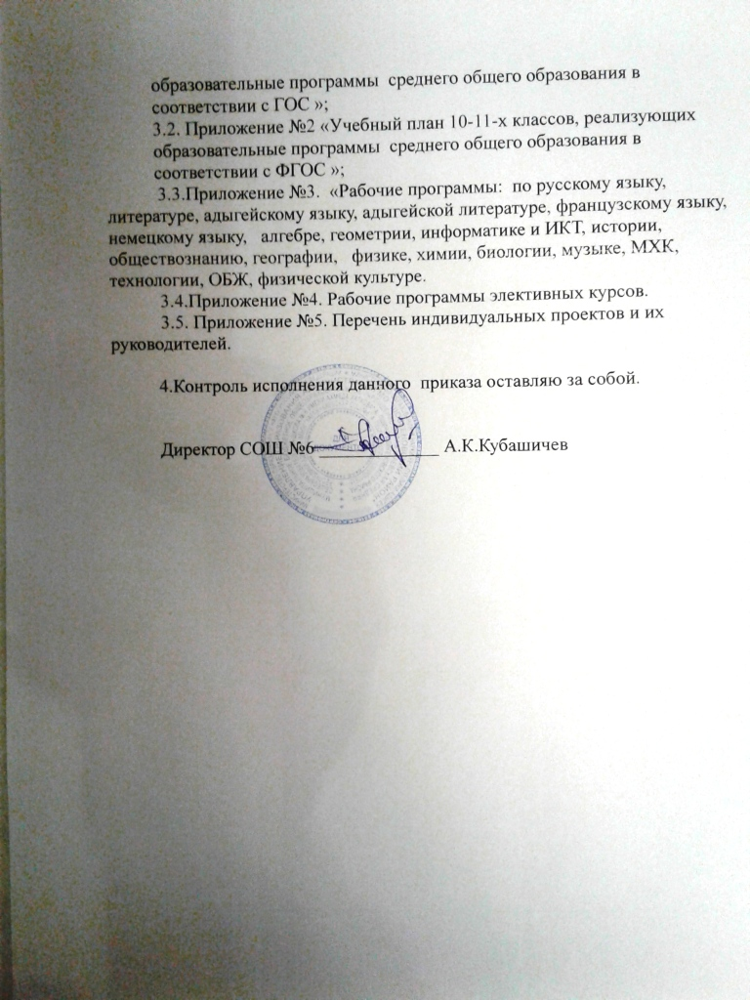 образовательные программы  среднего общего образования в
соответствии с ГОС »;
3.2. Приложение №2 «Учебный план 10-11-х классов, реализующих
образовательные программы  среднего общего образования в
соответствии с ФГОС »;
3.3.Приложение №3.  «Рабочие программы:  по русскому языку,
литературе, адыгейскому языку, адыгейской литературе, французскому языку,
немецкому языку,   алгебре, геометрии, информатике и ИКТ, истории,
обществознанию, географии,   физике, химии, биологии, музыке, МХК,
технологии, ОБЖ, физической культуре.
3.4.Приложение №4. Рабочие программы элективных курсов.
3.5. Приложение №5. Перечень индивидуальных проектов и их
руководителей.
4.Контроль исполнения данного  приказа оставляю за собой.
Директор СОШ №6______________ А.К.Кубашичев